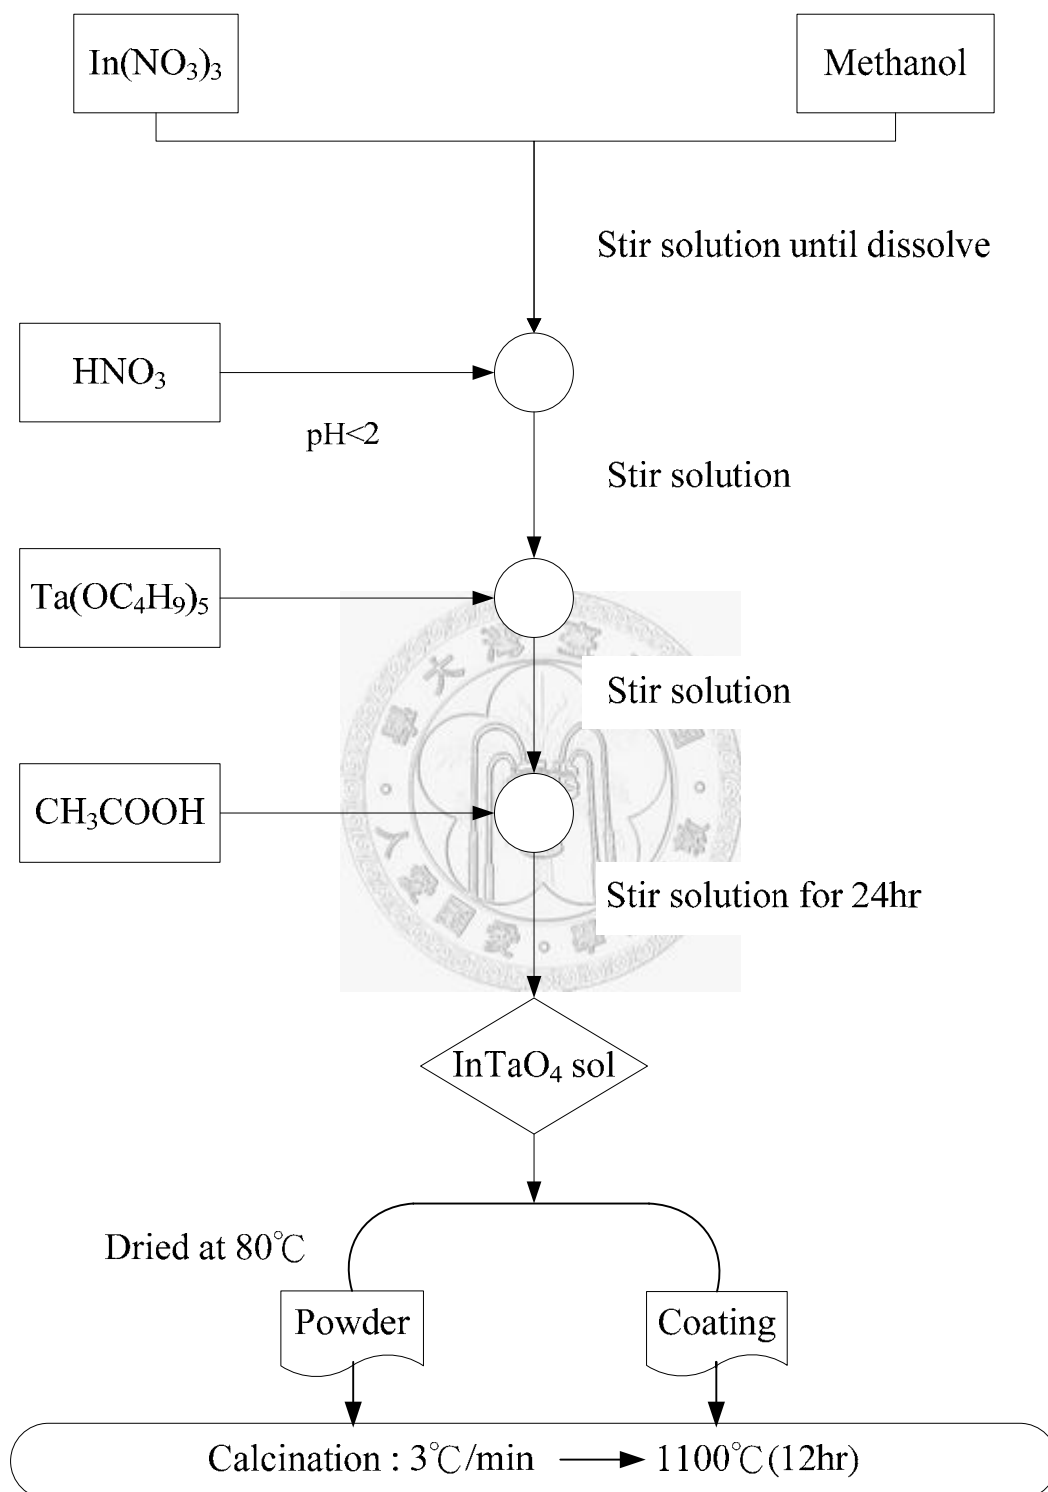 In(NO₃)₃
Methanol
Stir solution until dissolve
HNO₃
pH<2
Stir solution
Ta(OC₄H₉)₅
Stir solution
CH₃COOH
Stir solution for 24hr
InTaO₄ sol
Dried at 80℃
Powder
Coating
Calcination : 3℃/min → 1100℃(12hr)